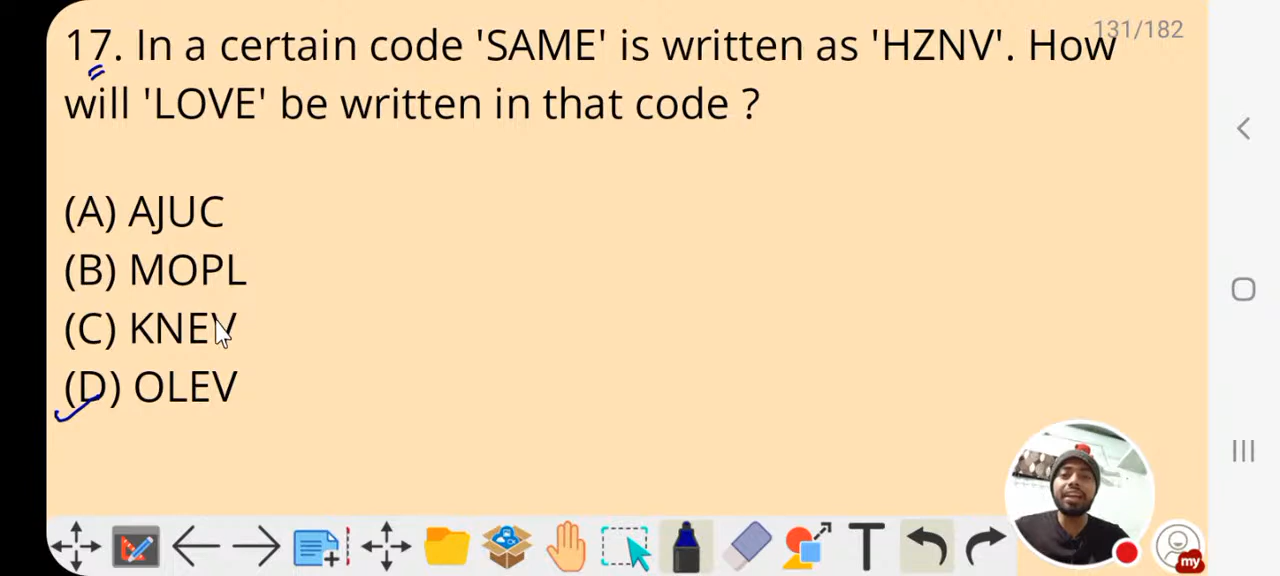 131/182
17. In a certain code 'SAME' is written as 'HZNV'. How
will 'LOVE' be written in that code ?
(A) AJUC
(B) MOPL
(C) KNEV
(D) OLEV
T
my